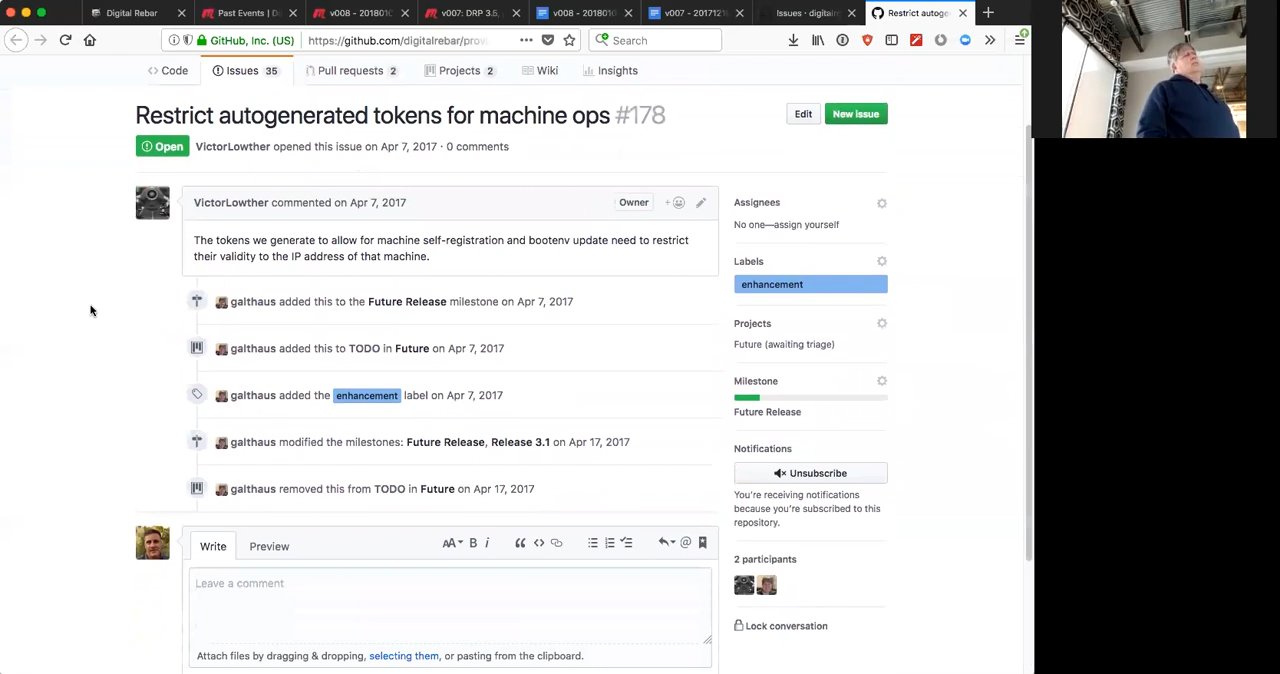 Digital Rebar
Past Events | D
v008 - 2018010
v007: DRP 3.5,
v008 - 2018010
v007 - 2017121
Issues · digitalre
Restrict autoge
GitHub, Inc. (US)
https://github.com/digitalrebar/prov
Search
Code
Issues 35
Pull requests 2
Projects 2
Wiki
Insights
Restrict autogenerated tokens for machine ops #178
Edit
New issue
Open
VictorLowther opened this issue on Apr 7, 2017 · 0 comments
VictorLowther commented on Apr 7, 2017
Owner
The tokens we generate to allow for machine self-registration and bootenv update need to restrict
their validity to the IP address of that machine.
galthaus added this to the Future Release milestone on Apr 7, 2017
galthaus added this to TODO in Future on Apr 7, 2017
galthaus added the enhancement label on Apr 7, 2017
galthaus modified the milestones: Future Release, Release 3.1 on Apr 17, 2017
galthaus removed this from TODO in Future on Apr 17, 2017
Write
Preview
AA B i
Leave a comment
Attach files by dragging & dropping, selecting them, or pasting from the clipboard.
Assignees
No one—assign yourself
Labels
enhancement
Projects
Future (awaiting triage)
Milestone
Future Release
Notifications
Unsubscribe
You're receiving notifications
because you're subscribed to this
repository.
2 participants
Lock conversation